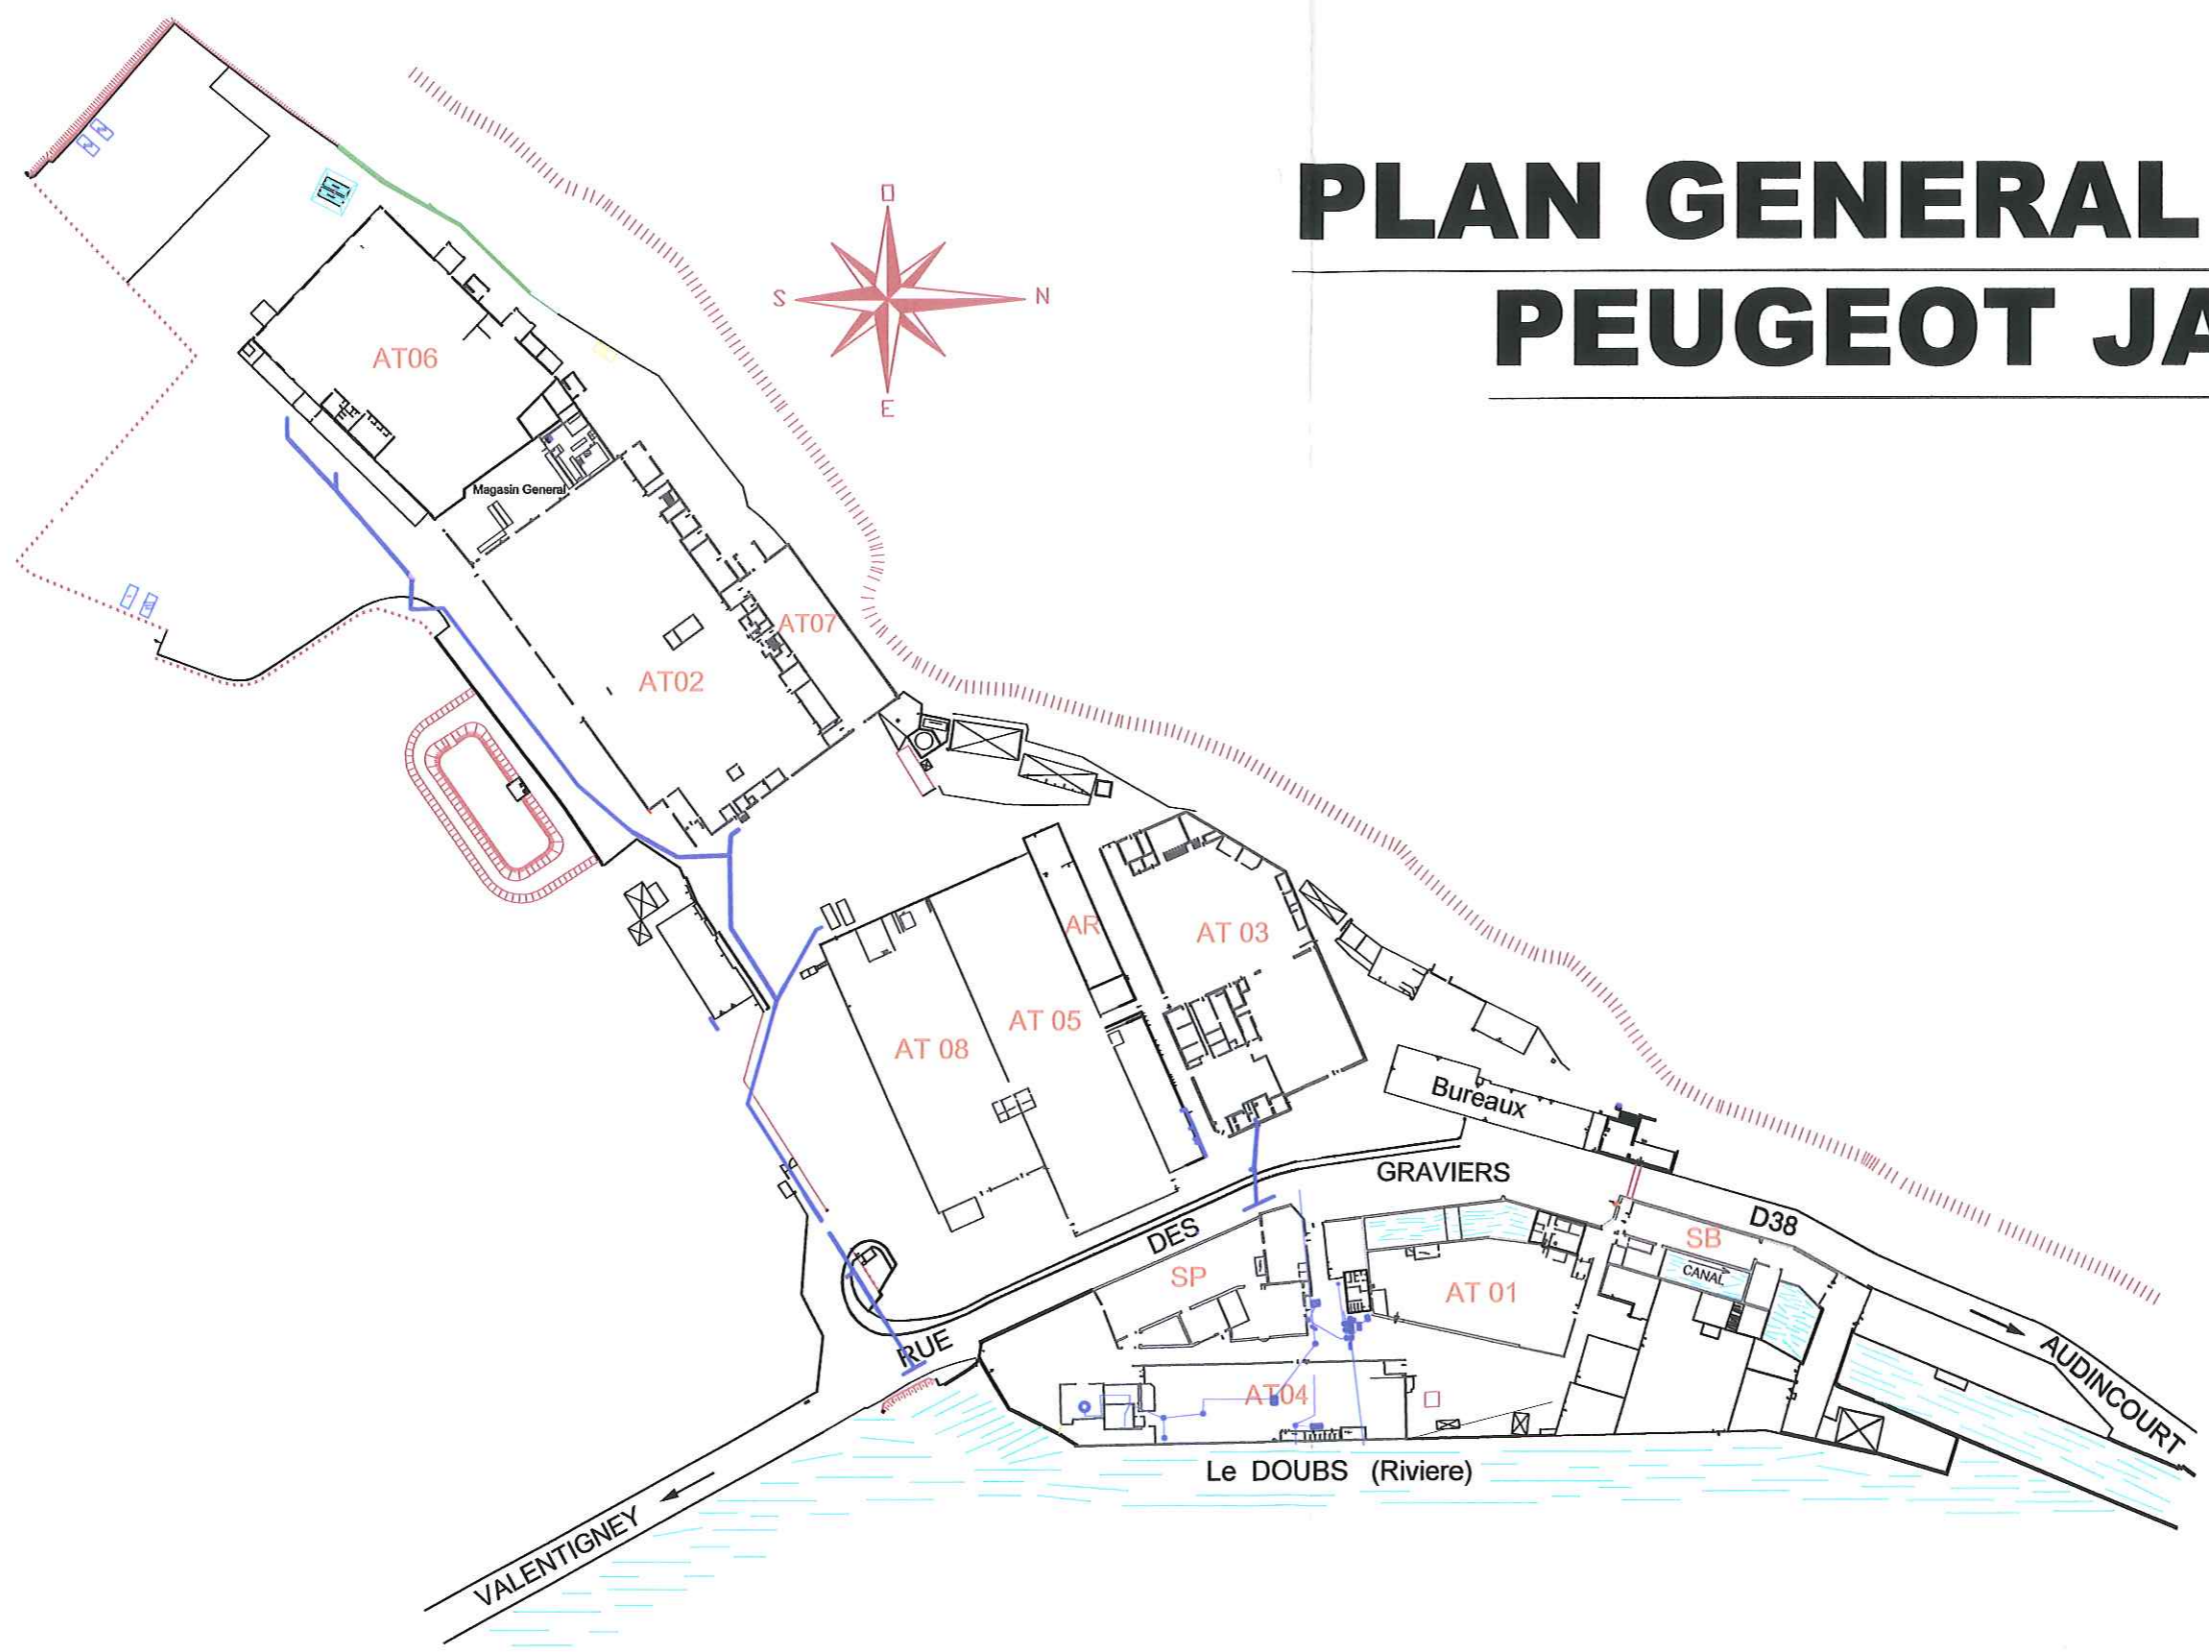 PLAN GENERAL
PEUGEOT JA
O
S
N
E
AT06
Magasin General
AT07
AT02
AR
AT 03
AT 05
AT 08
Bureaux
GRAVIERS
DES
RUE
D38
SB
CANAL
SP
AT 01
AT04
AUDINCOURT
Le DOUBS (Riviere)
VALENTIGNEY